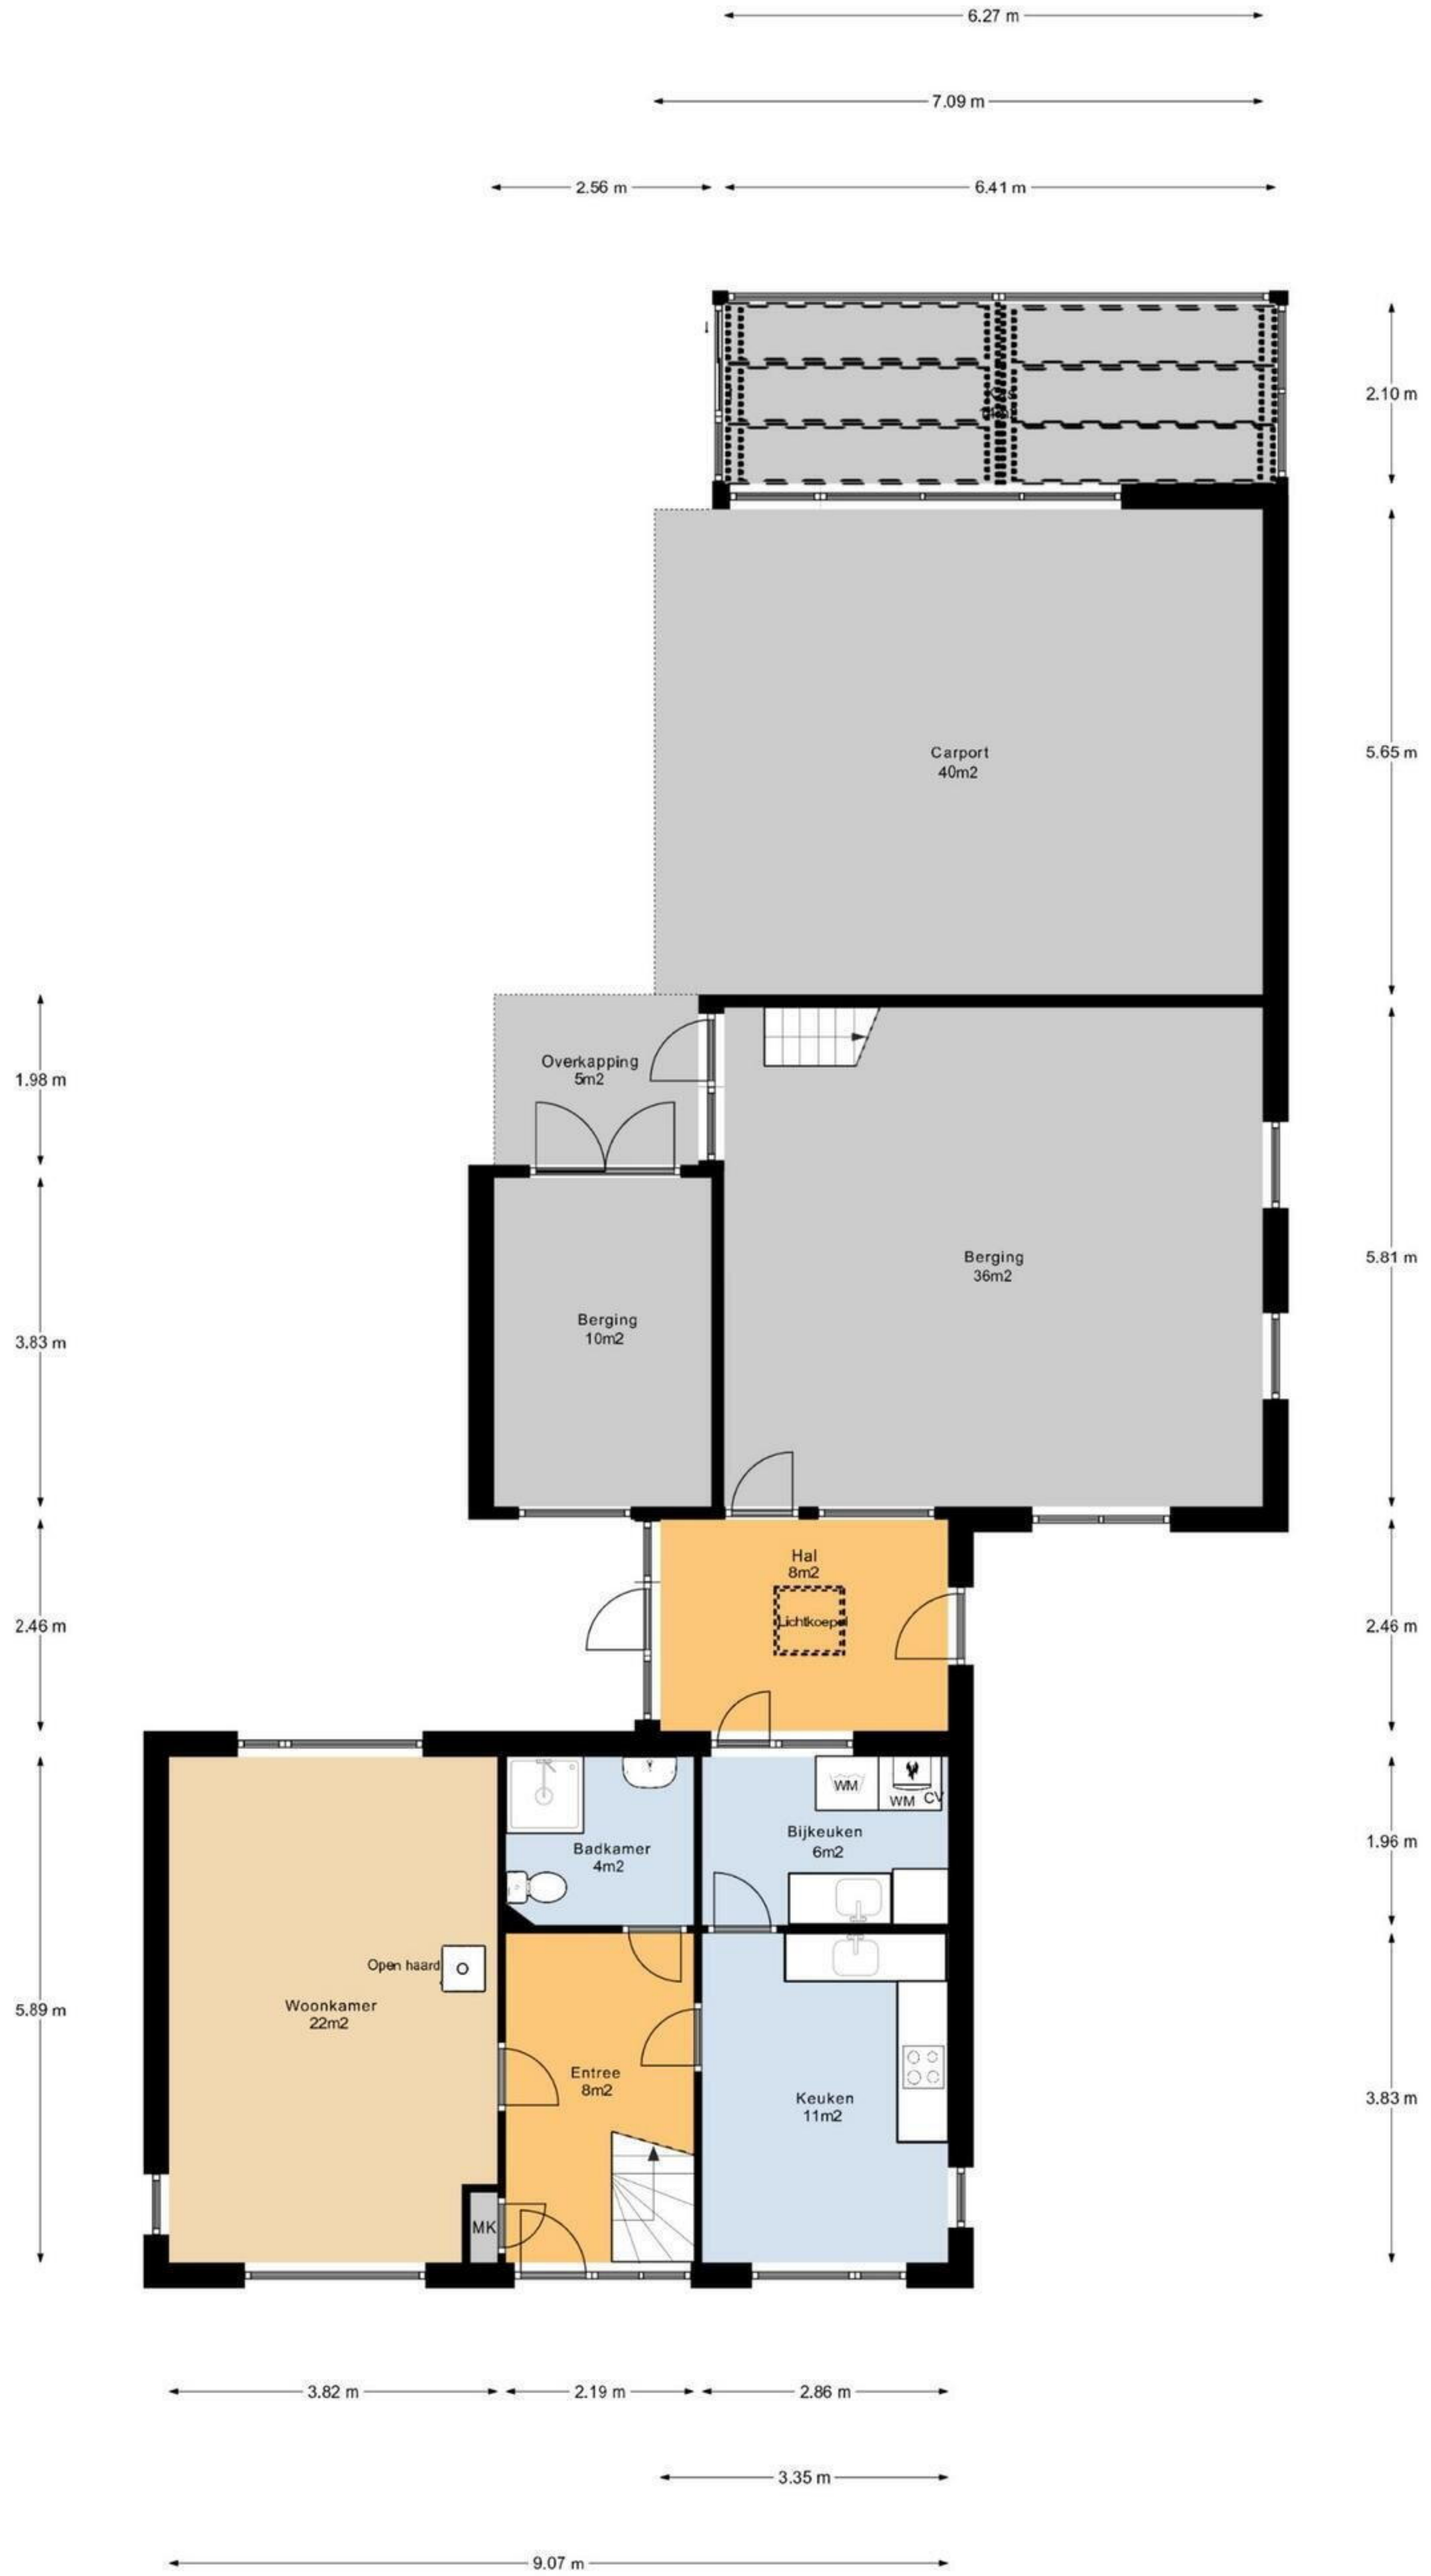 6.27 m
7.09 m
2.56 m
6.41 m
2.10 m
Carport
40m2
5.65 m
Overkapping
5m2
1.98 m
Berging
36m2
5.81 m
Berging
10m2
3.83 m
Hal
8m2
Lichtkoepel
2.46 m
2.46 m
WM
WM
CV
Bijkeuken
6m2
Badkamer
4m2
1.96 m
Open haard
Woonkamer
22m2
5.89 m
Entree
8m2
Keuken
11m2
3.83 m
MK
3.82 m
2.19 m
2.86 m
3.35 m
9.07 m